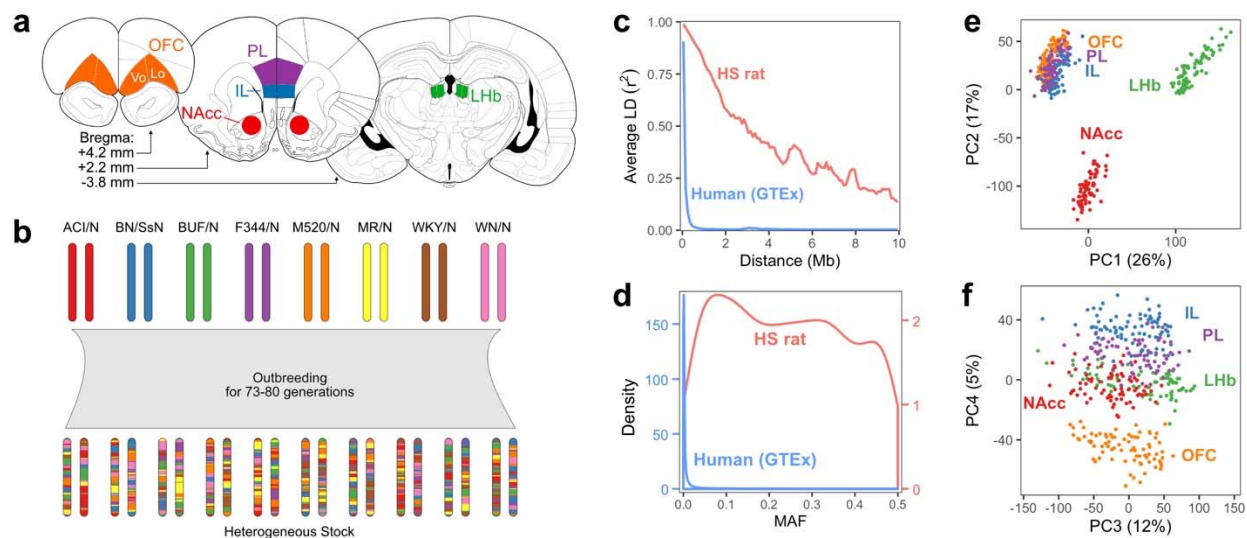 a
OFC
Vo
Lo
PL
IL
NAcc
LHb
Bregma:
+4.2 mm
+2.2 mm
-3.8 mm
b
ACI/N BN/SsN BUF/N F344/N M520/N MR/N WKY/N WN/N
Outbreeding
for 73-80 generations
Heterogeneous Stock
c
Average LD (r²)
1.00
0.75
0.50
0.25
0.00
HS rat
Human (GTEx)
0 2 4 6 8 10
Distance (Mb)
d
Density
150
100
50
0
HS rat
Human (GTEx)
2
1
0
0.0 0.1 0.2 0.3 0.4 0.5
MAF
e
PC2 (17%)
50
0
-50
-100
OFC
PL
IL
LHb
NAcc
0 100
PC1 (26%)
f
PC4 (5%)
40
0
-40
IL
PL
LHb
NAcc
OFC
-150 -100 -50 0 50 100 150
PC3 (12%)